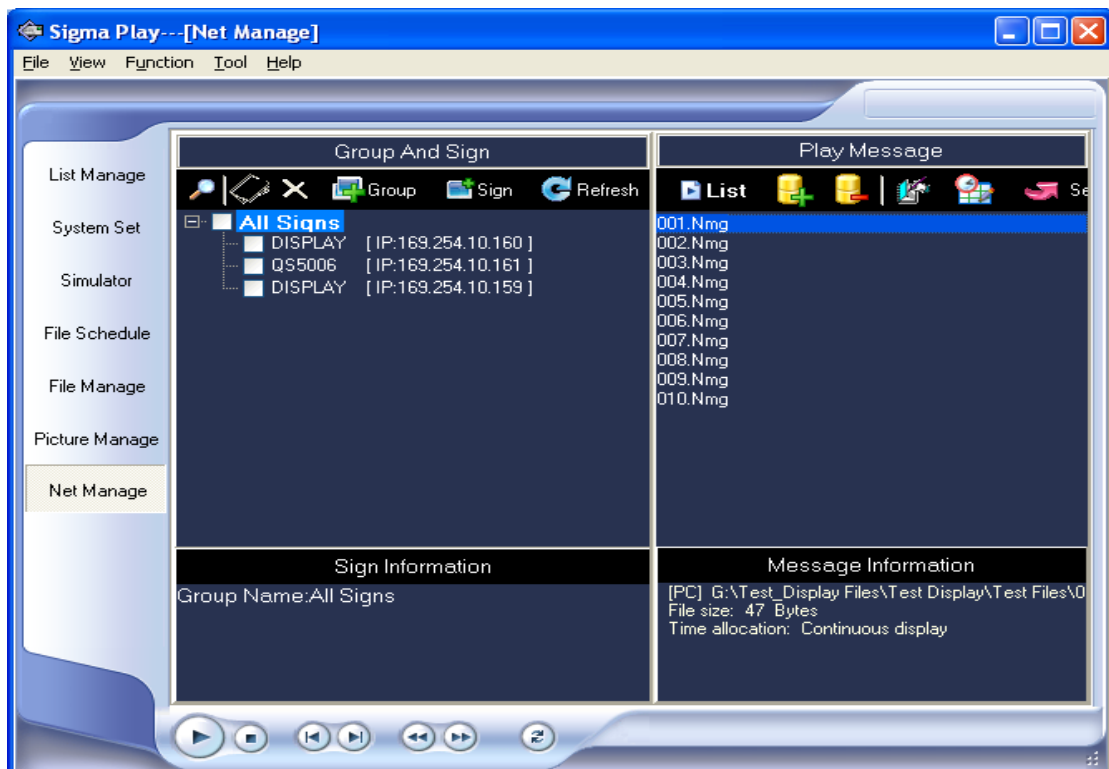 Sigma Play---[Net Manage]
File View Function Tool Help
Group And Sign
Play Message
List Manage
System Set
Simulator
File Schedule
File Manage
Picture Manage
Net Manage
Group Sign Refresh
List Se
All Signs
DISPLAY [ IP:169.254.10.160 ]
QS5006 [ IP:169.254.10.161 ]
DISPLAY [ IP:169.254.10.159 ]
001.Nmg
002.Nmg
003.Nmg
004.Nmg
005.Nmg
006.Nmg
007.Nmg
008.Nmg
009.Nmg
010.Nmg
Sign Information
Group Name:All Signs
Message Information
[PC] G:\Test_Display Files\Test Display\Test Files\0
File size: 47 Bytes
Time allocation: Continuous display